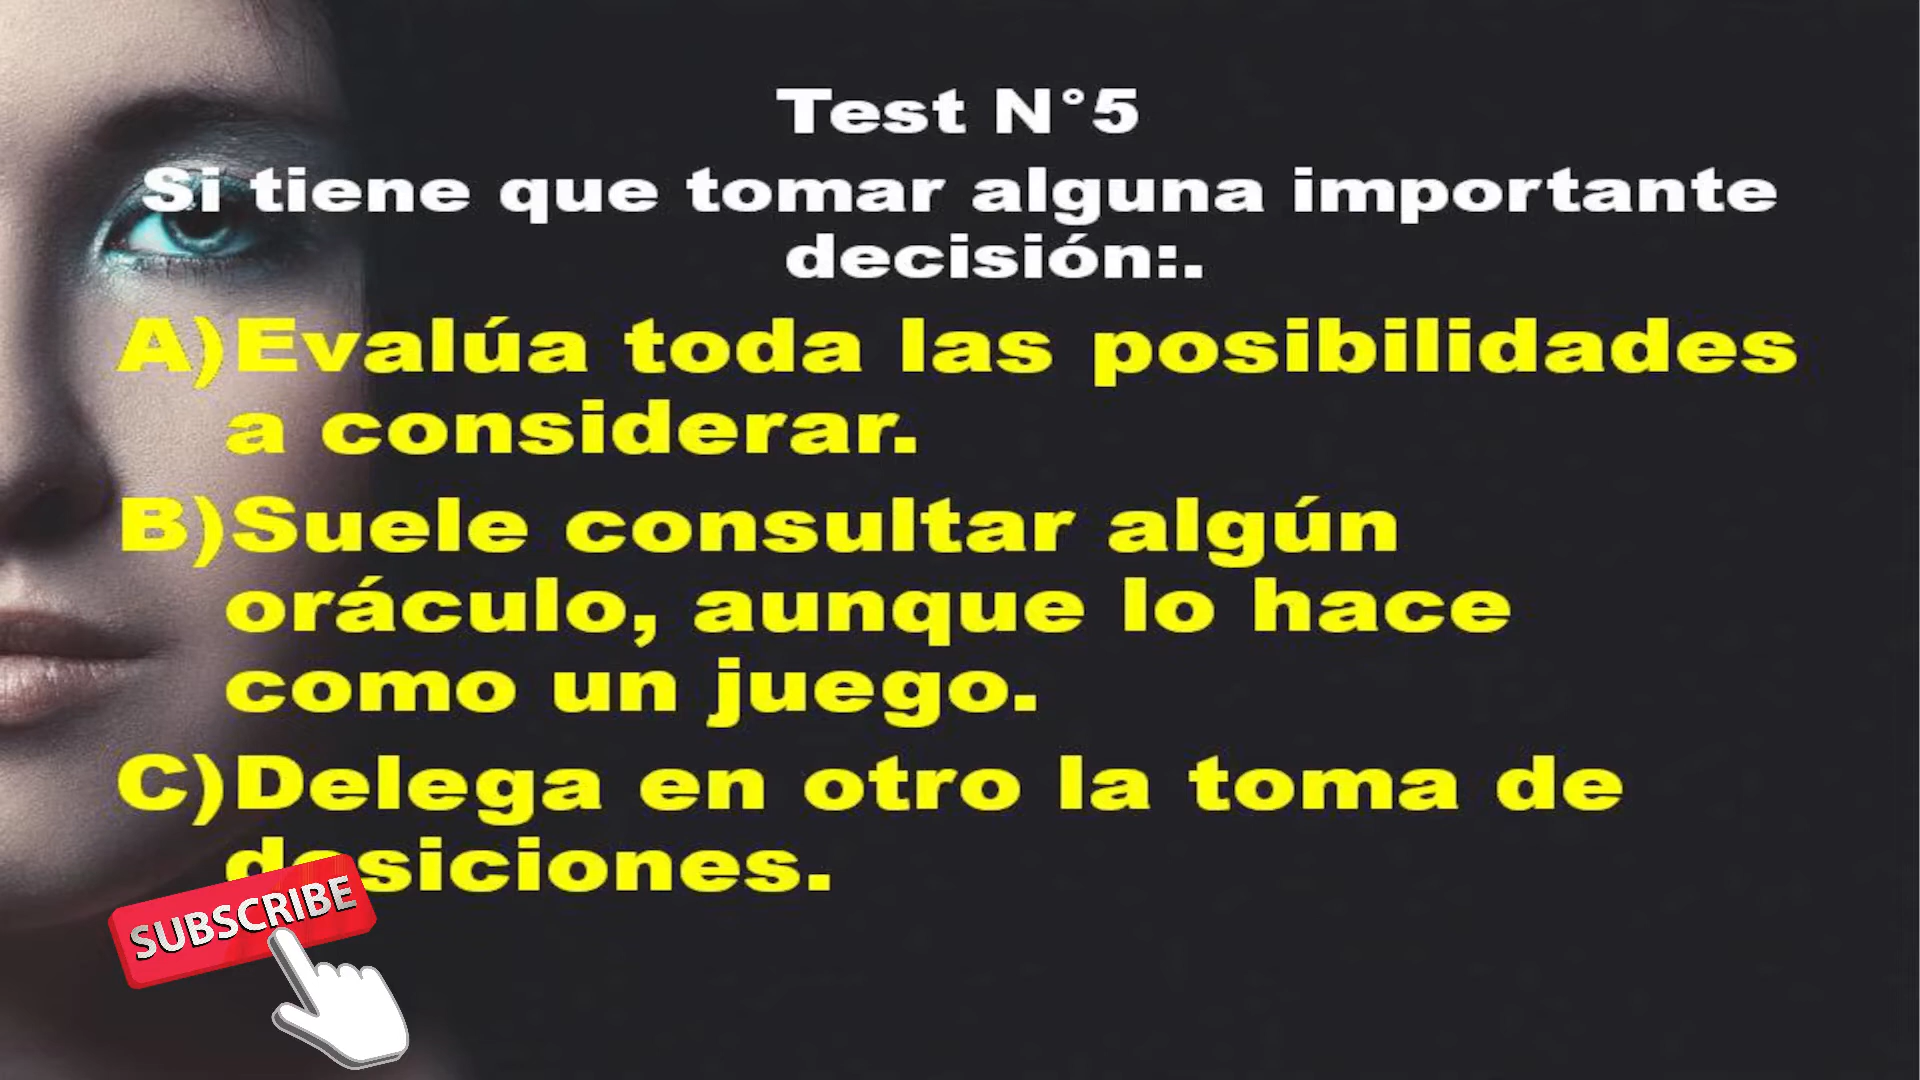 Test N°5
Si tiene que tomar alguna importante
decisión:.
A)Evalúa toda las posibilidades
a considerar.
B)Suele consultar algún
oráculo, aunque lo hace
como un juego.
C)Delega en otro la toma de
SUBSCRIBE